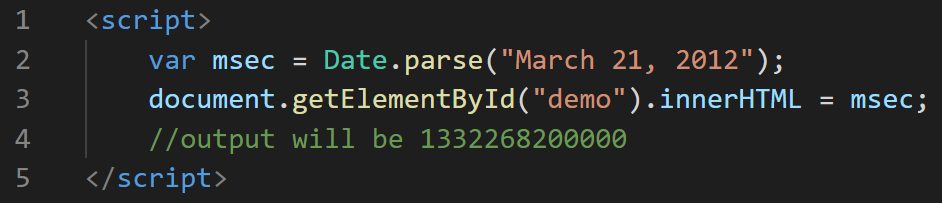 1 <script>
2 var msec = Date.parse("March 21, 2012");
3 document.getElementById("demo").innerHTML = msec;
4 //output will be 1332268200000
5 </script>